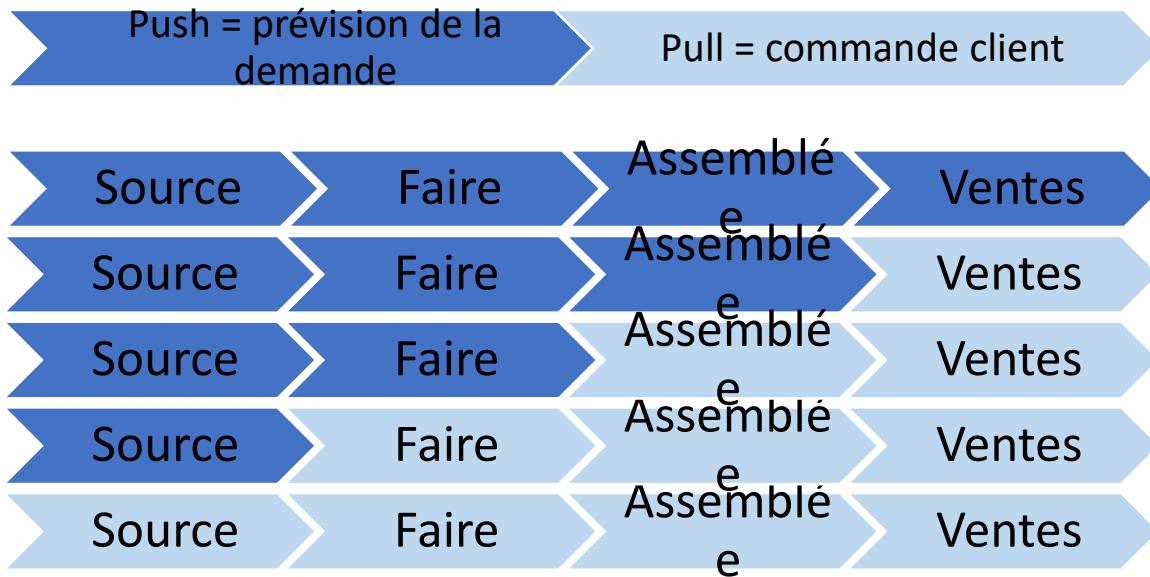 Push = prévision de la
demande
Pull = commande client
Source
Faire
Assemblé
e
Ventes
Source
Faire
Assemblé
e
Ventes
Source
Faire
Assemblé
e
Ventes
Source
Faire
Assemblé
e
Ventes
Source
Faire
Assemblé
e
Ventes